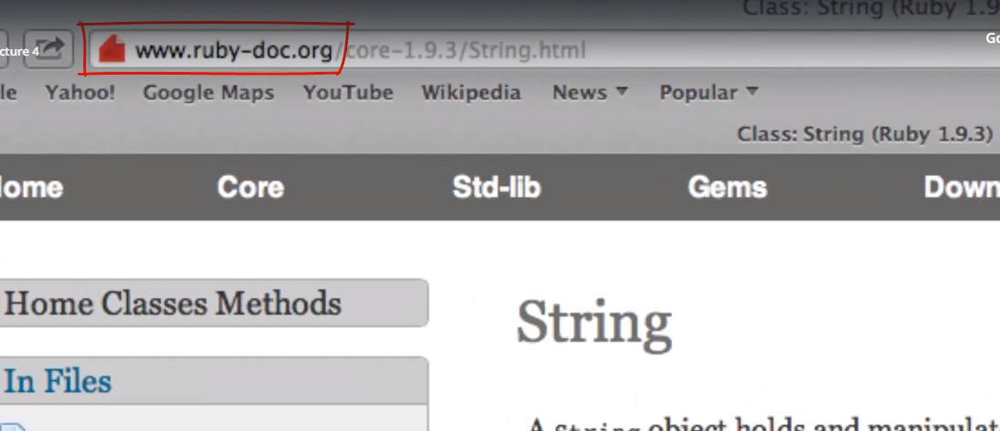 Class: String (Ruby 1.9
cture 4
www.ruby-doc.org/core-1.9.3/String.html
Go
le Yahoo! Google Maps YouTube Wikipedia News Popular
Class: String (Ruby 1.9.3)
ome Core Std-lib Gems Down
Home Classes Methods
String
In Files
A String object holds and manipulat